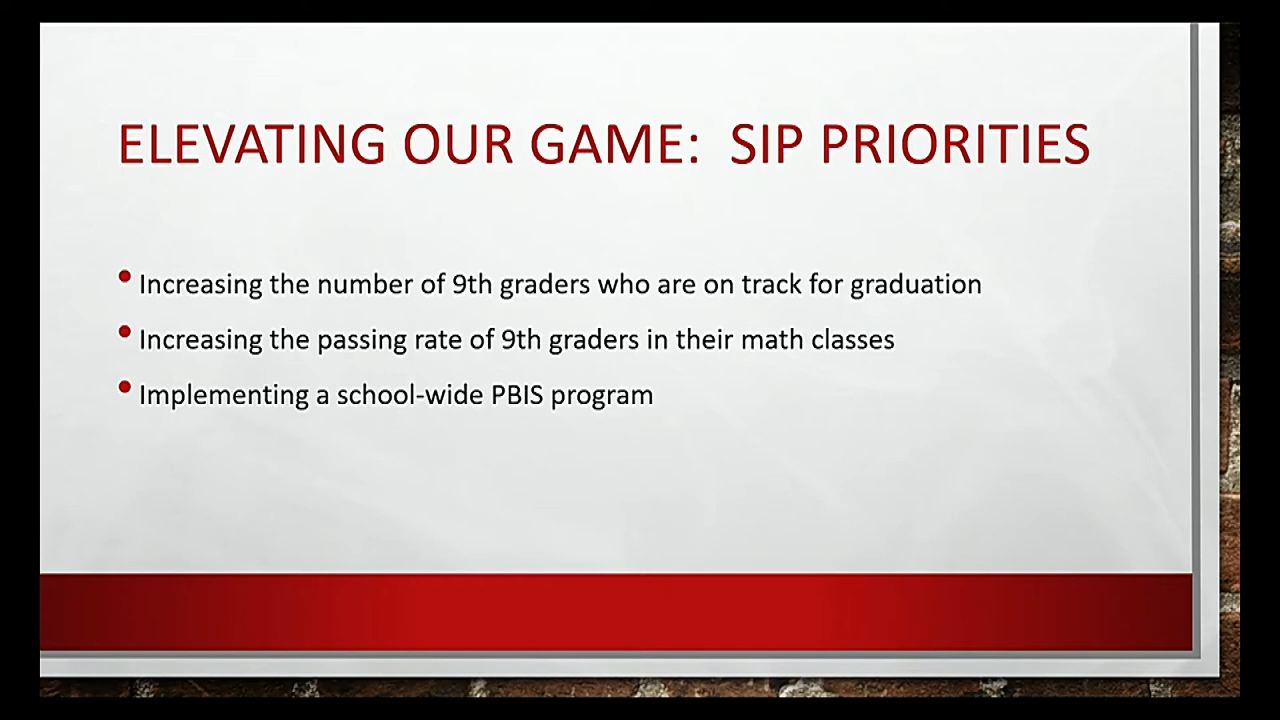 ELEVATING OUR GAME: SIP PRIORITIES
• Increasing the number of 9th graders who are on track for graduation
• Increasing the passing rate of 9th graders in their math classes
• Implementing a school-wide PBIS program